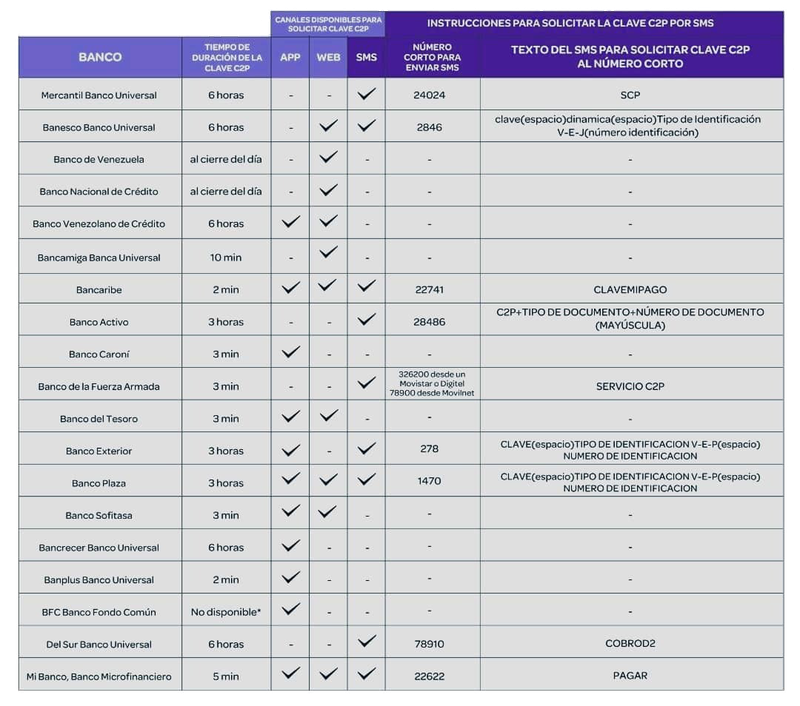 CANALES DISPONIBLES PARA
SOLICITAR CLAVE C2P
INSTRUCCIONES PARA SOLICITAR LA CLAVE C2P POR SMS
BANCO
TIEMPO DE
DURACIÓN DE LA
CLAVE C2P
APP
WEB
SMS
NÚMERO
CORTO PARA
ENVIAR SMS
TEXTO DEL SMS PARA SOLICITAR CLAVE C2P
AL NÚMERO CORTO
Mercantil Banco Universal 6 horas - - ✓ 24024 SCP
Banesco Banco Universal 6 horas - ✓ ✓ 2846 clave(espacio)dinamica(espacio)Tipo de Identificación
V-E-J(número identificación)
Banco de Venezuela al cierre del día - ✓ - - -
Banco Nacional de Crédito al cierre del día - ✓ - - -
Banco Venezolano de Crédito 6 horas ✓ ✓ - - -
Bancamiga Banca Universal 10 min - ✓ - - -
Bancaribe 2 min ✓ ✓ ✓ 22741 CLAVEMIPAGO
Banco Activo 3 horas - - ✓ 28486 C2P+TIPO DE DOCUMENTO+NÚMERO DE DOCUMENTO
(MAYÚSCULA)
Banco Caroní 3 min ✓ - - - -
Banco de la Fuerza Armada 3 min - - ✓ 326200 desde un
Movistar o Digitel
78900 desde Movilnet
SERVICIO C2P
Banco del Tesoro 3 min ✓ ✓ - - -
Banco Exterior 3 horas ✓ - ✓ 278 CLAVE(espacio)TIPO DE IDENTIFICACION V-E-P(espacio)
NUMERO DE IDENTIFICACION
Banco Plaza 3 horas ✓ ✓ ✓ 1470 CLAVE(espacio)TIPO DE IDENTIFICACION V-E-P(espacio)
NUMERO DE IDENTIFICACION
Banco Sofitasa 3 min ✓ ✓ - - -
Bancrecer Banco Universal 6 horas ✓ - - - -
Banplus Banco Universal 2 min ✓ - - - -
BFC Banco Fondo Común No disponible* ✓ - - - -
Del Sur Banco Universal 6 horas - - ✓ 78910 COBROD2
Mi Banco, Banco Microfinanciero 5 min ✓ ✓ ✓ 22622 PAGAR